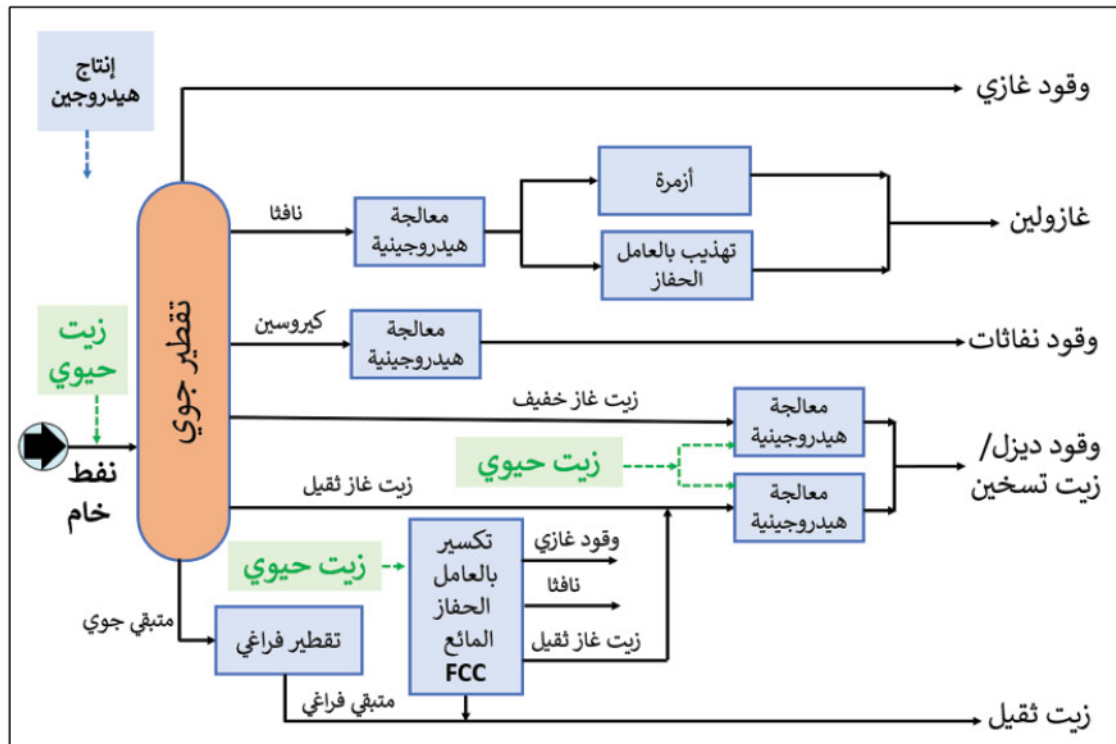 إنتاج
هيدروجين
وقود غازي
أزمرة
نافثا
معالجة
هيدروجينية
غازولين
تهذيب بالعامل
الحفاز
تقطير جوي
زيت
حيوي
كيروسين
معالجة
هيدروجينية
وقود نفاثات
زيت غاز خفيف
معالجة
هيدروجينية
نفط
خام
زيت حيوي
وقود ديزل/
زيت تسخين
زيت غاز ثقيل
معالجة
هيدروجينية
زيت حيوي
تكسير
بالعامل
الحفاز
المائع
FCC
وقود غازي
نافثا
زيت غاز ثقيل
متبقي جوي
تقطير فراغي
متبقي فراغي
زيت ثقيل